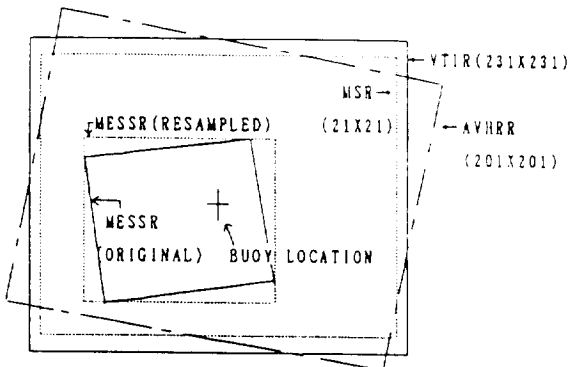 VTIR(231X231)
MSR
MESSR(RESAMPLED)
(21X21)
AVHRR
(201X201)
MESSR
(ORIGINAL)
BUOY LOCATION